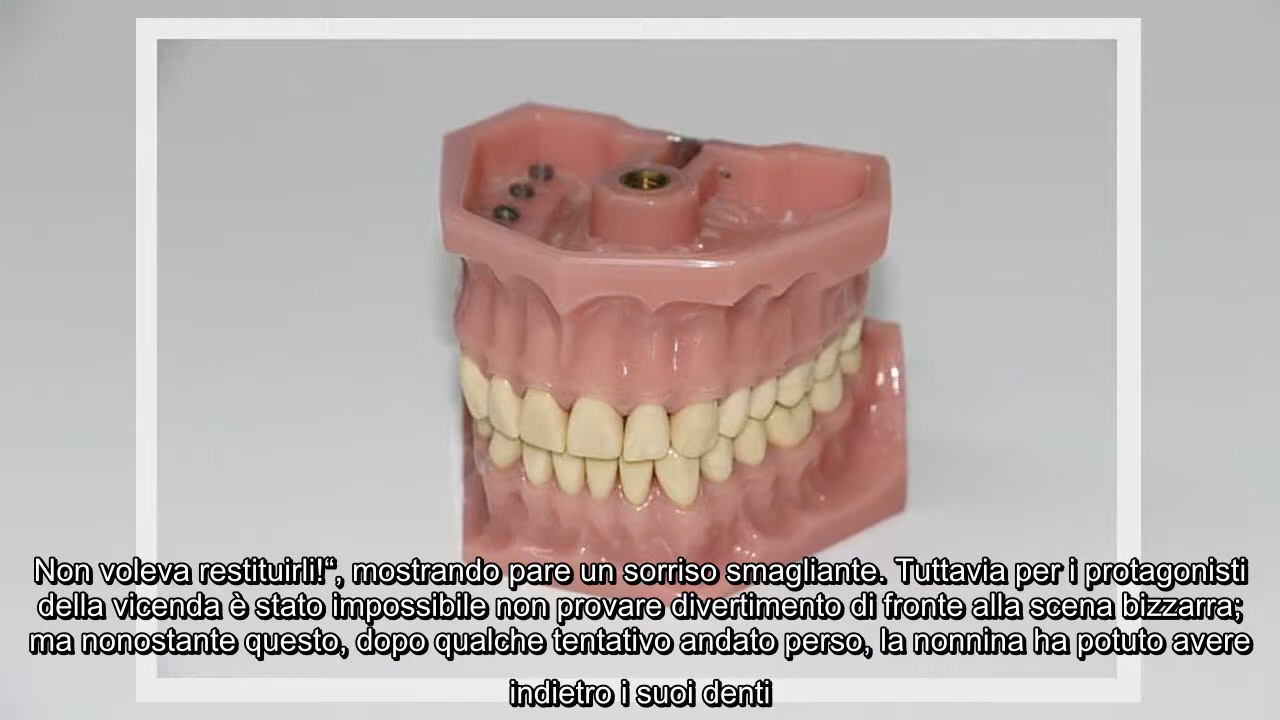 Non voleva restituirli!“, mostrando pare un sorriso smagliante. Tuttavia per i protagonisti
della vicenda è stato impossibile non provare divertimento di fronte alla scena bizzarra;
ma nonostante questo, dopo qualche tentativo andato perso, la nonnina ha potuto avere
indietro i suoi denti